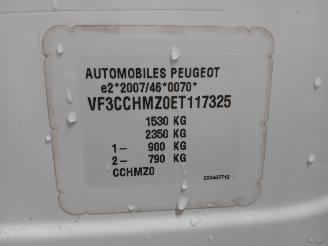 AUTOMOBILES PEUGEOT
e2*2007/46*0070*
VF3CCHMZ0ET117325
1530 KG
2350 KG
1- 900 KG
2- 790 KG
CCHMZ0